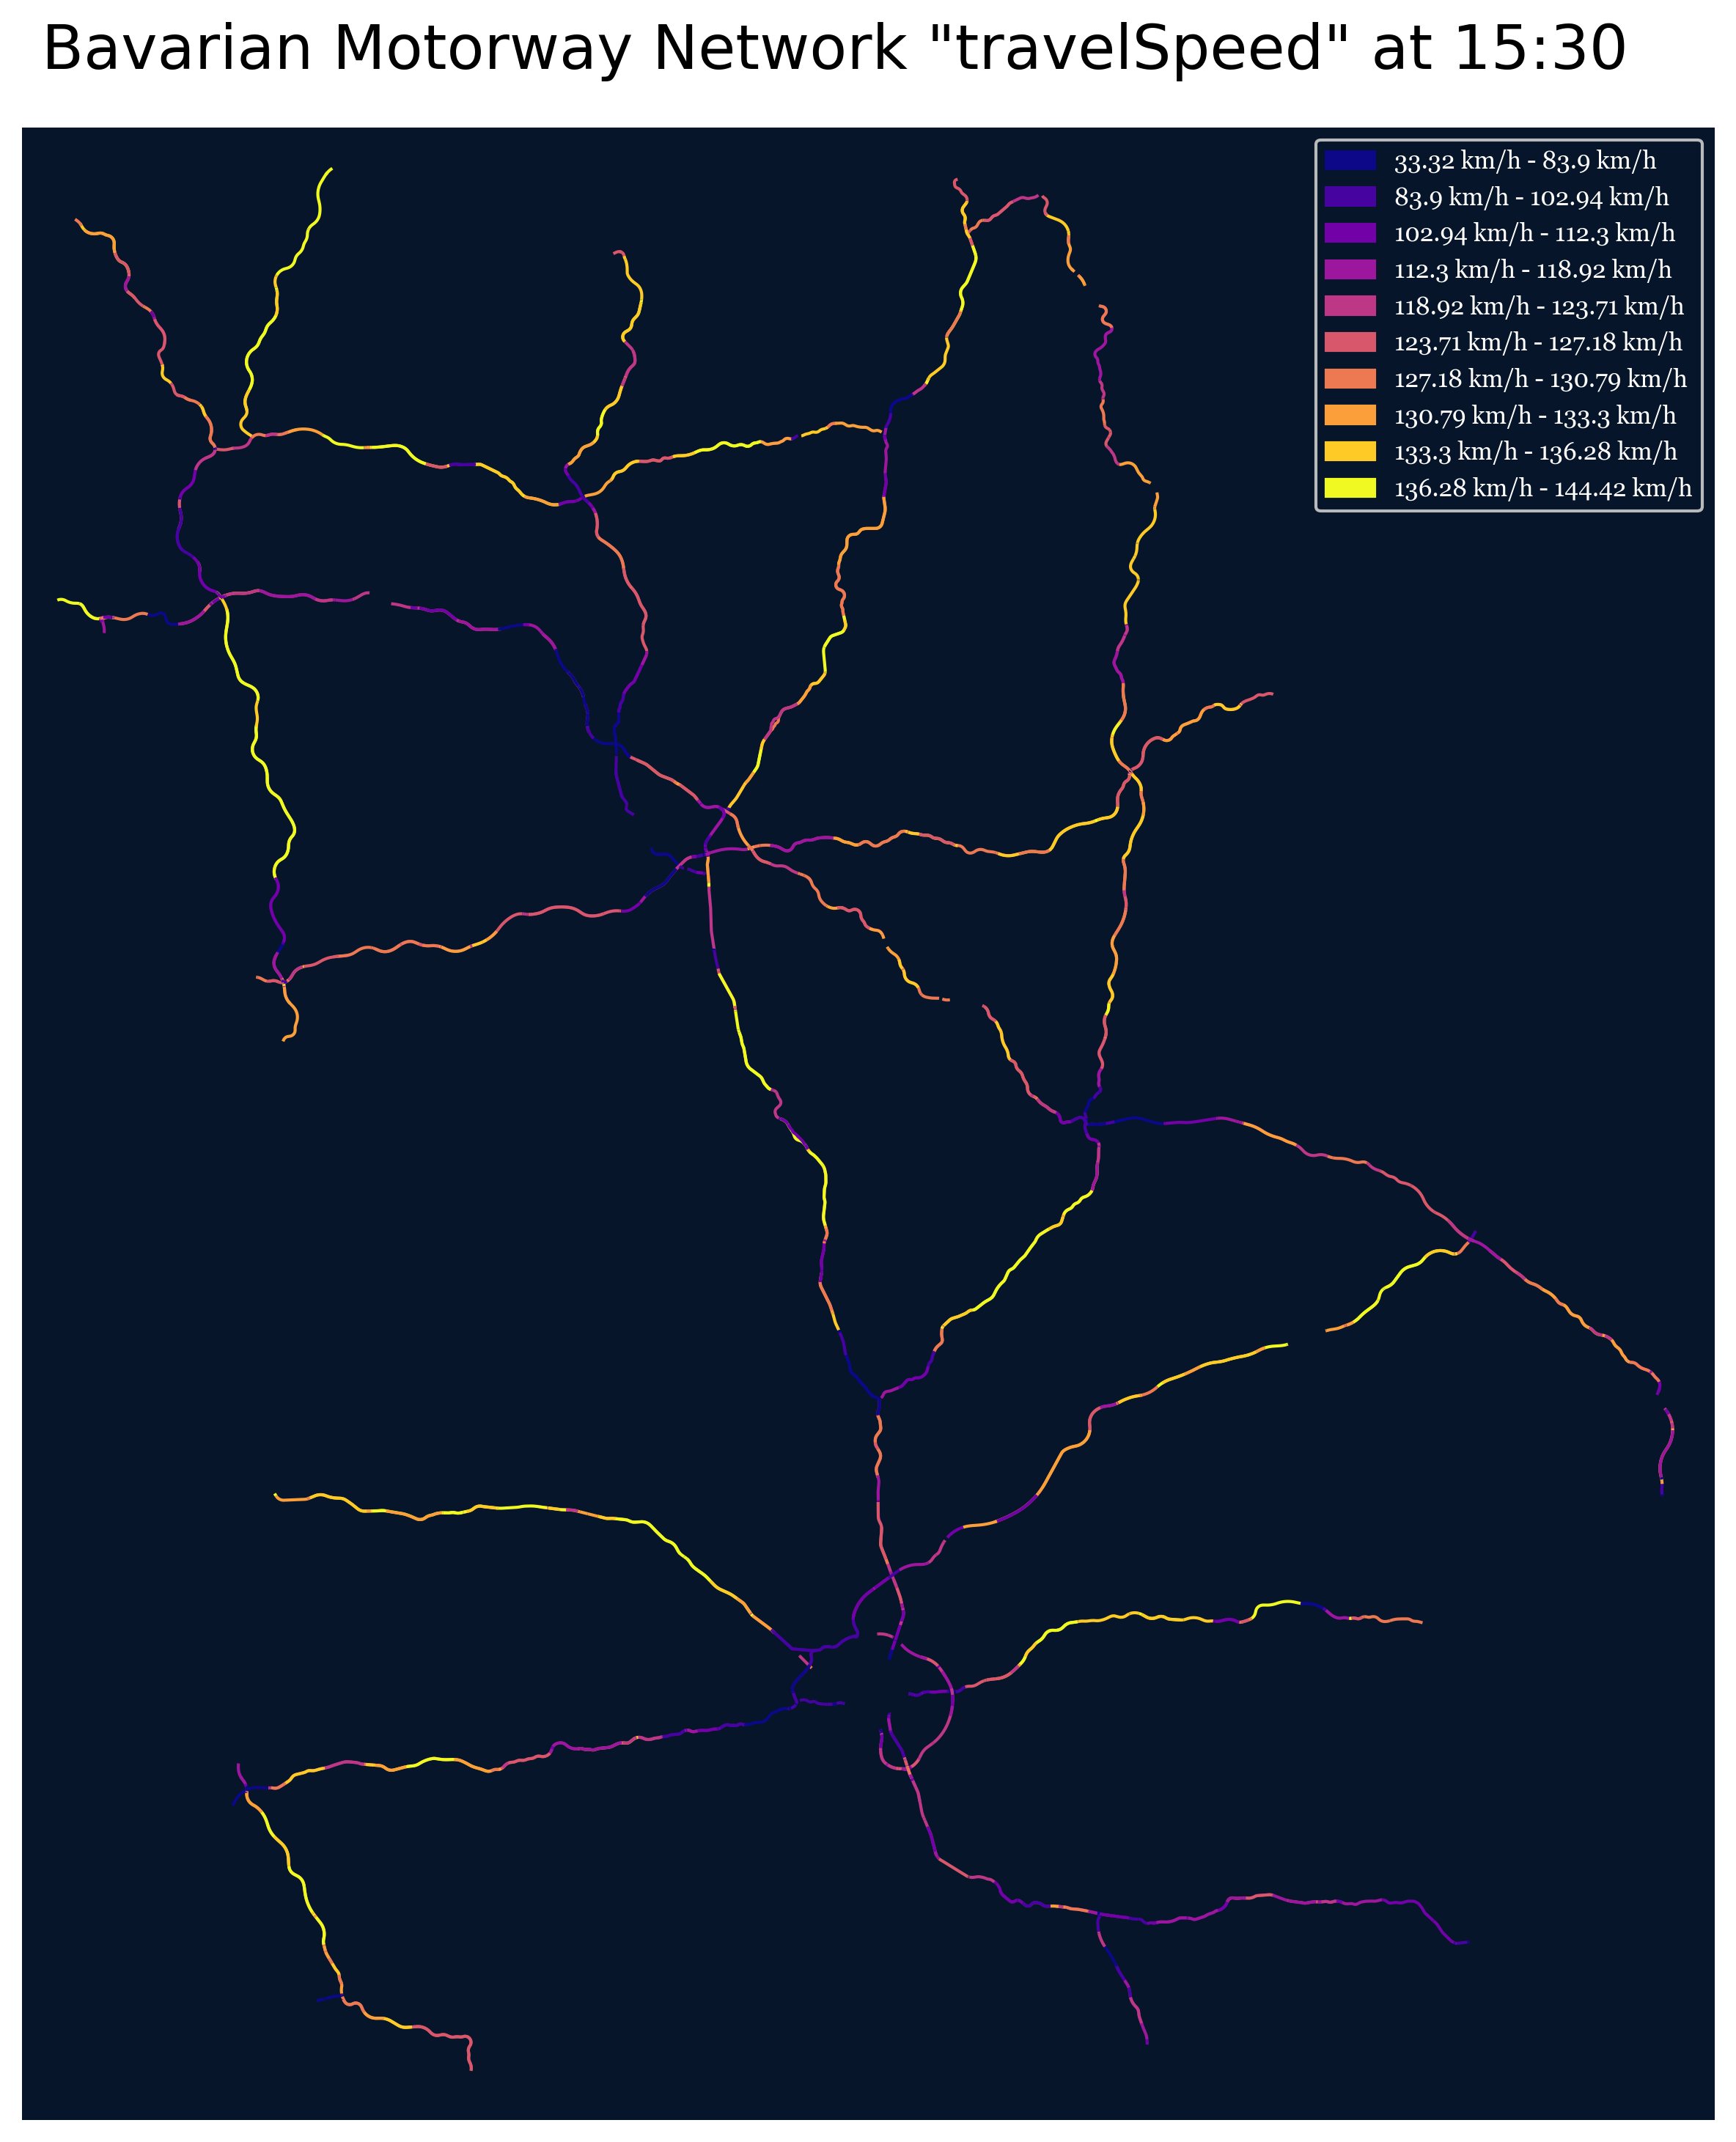 Bavarian Motorway Network "travelSpeed" at 15:30
33.32 km/h - 83.9 km/h
83.9 km/h - 102.94 km/h
102.94 km/h - 112.3 km/h
112.3 km/h - 118.92 km/h
118.92 km/h - 123.71 km/h
123.71 km/h - 127.18 km/h
127.18 km/h - 130.79 km/h
130.79 km/h - 133.3 km/h
133.3 km/h - 136.28 km/h
136.28 km/h - 144.42 km/h